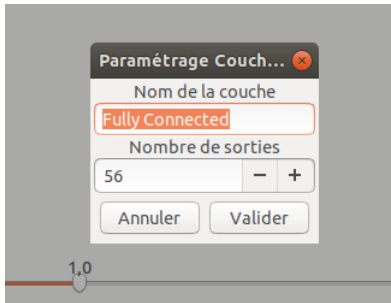 Paramétrage Couch...
Nom de la couche
Fully Connected
Nombre de sorties
56 − +
Annuler Valider
1,0